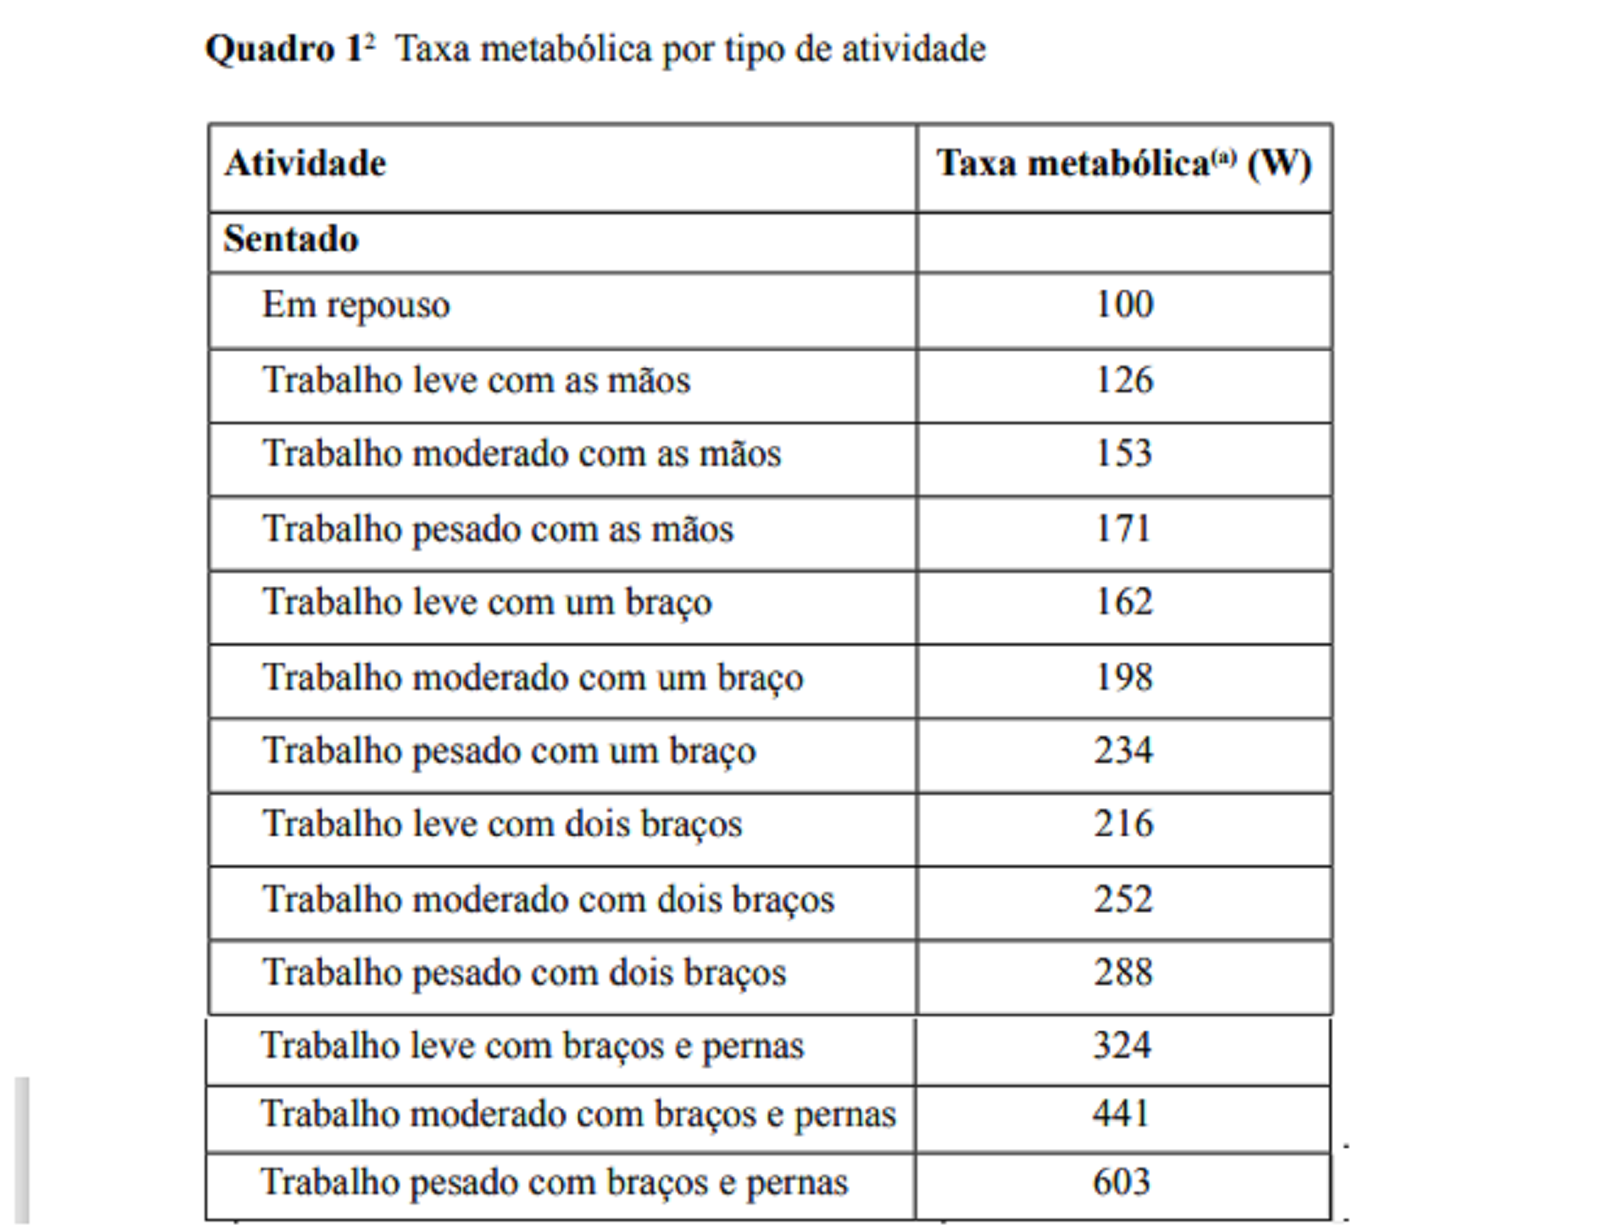 Quadro 1² Taxa metabólica por tipo de atividade
Atividade Taxa metabólica⁽ᵃ⁾ (W)
Sentado
Em repouso 100
Trabalho leve com as mãos 126
Trabalho moderado com as mãos 153
Trabalho pesado com as mãos 171
Trabalho leve com um braço 162
Trabalho moderado com um braço 198
Trabalho pesado com um braço 234
Trabalho leve com dois braços 216
Trabalho moderado com dois braços 252
Trabalho pesado com dois braços 288
Trabalho leve com braços e pernas 324
Trabalho moderado com braços e pernas 441
Trabalho pesado com braços e pernas 603